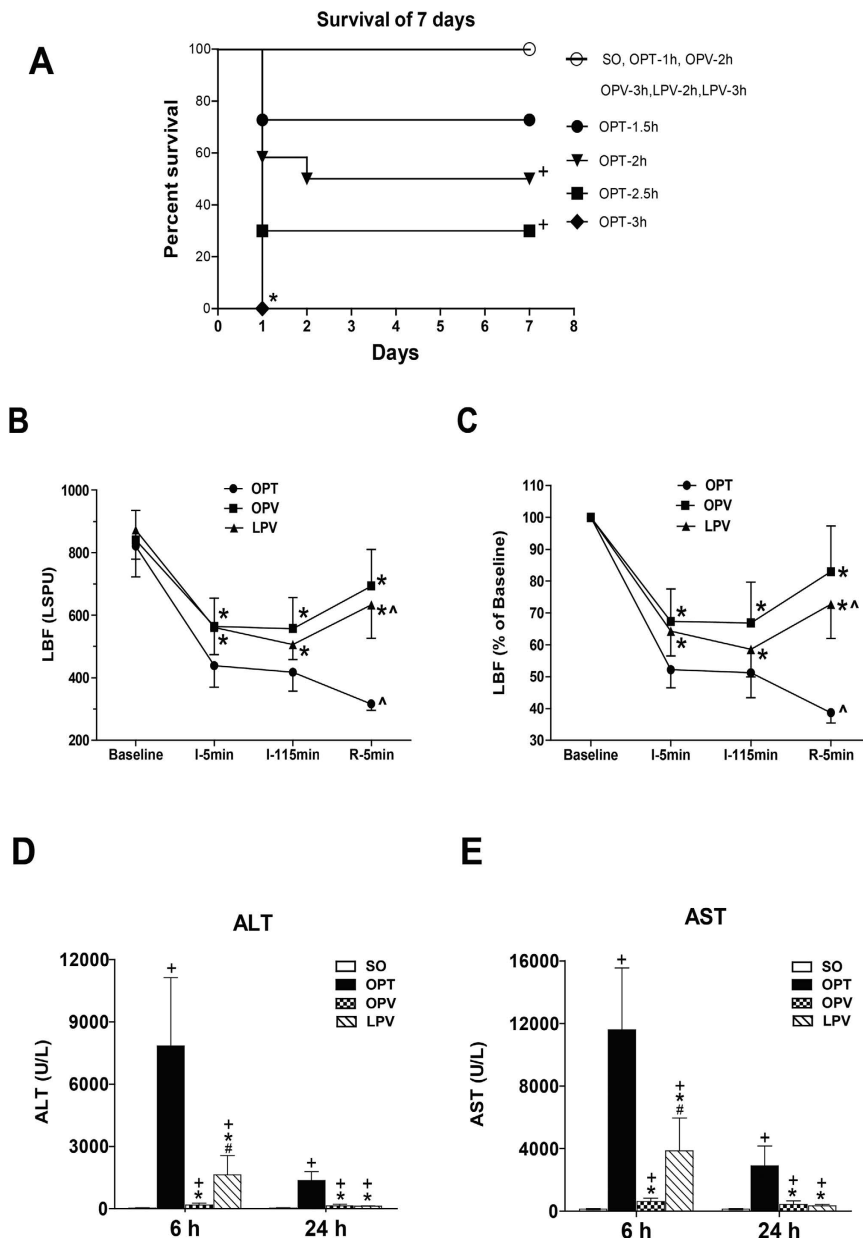 Survival of 7 days
A
Percent survival
100
80
60
40
20
0
+
+
*
0 1 2 3 4 5 6 7 8
Days
SO, OPT-1h, OPV-2h
OPV-3h,LPV-2h,LPV-3h
OPT-1.5h
OPT-2h
OPT-2.5h
OPT-3h
B
LBF (LSPU)
1000
800
600
400
200
OPT
OPV
LPV
* * *
* * *^
^
Baseline I-5min I-115min R-5min
C
LBF (% of Baseline)
110
100
90
80
70
60
50
40
30
OPT
OPV
LPV
* * *
* * *^
^
Baseline I-5min I-115min R-5min
D
ALT
ALT (U/L)
12000
9000
6000
3000
0
SO
OPT
OPV
LPV
+
+
*
+
*
#
+
+
*
+
*
6 h 24 h
E
AST
AST (U/L)
16000
12000
8000
4000
0
SO
OPT
OPV
LPV
+
+
*
+
*
#
+
+
*
+
*
6 h 24 h